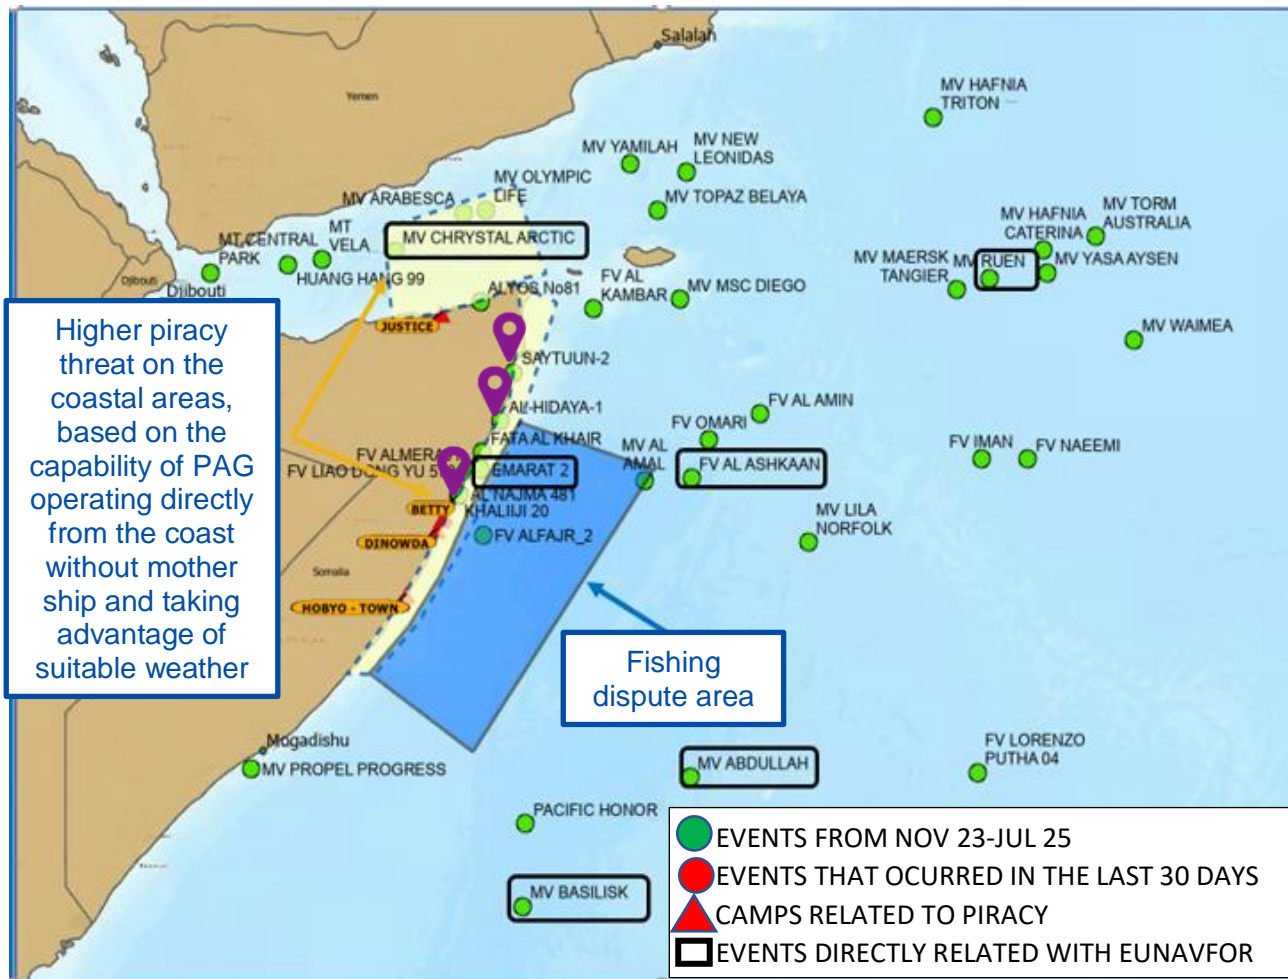 Salalah
Yemen
MV HAFNIA
TRITON
MV YAMILAH
MV NEW
LEONIDAS
MV OLYMPIC
LIFE
MV ARABESCA
MV TOPAZ BELAYA
MV CHRYSTAL ARCTIC
MV TORM
AUSTRALIA
MV HAFNIA
CATERINA
MT CENTRAL
PARK
MT
VELA
HUANG HANG 99
MV MAERSK
TANGIER
MV RUEN
MV YASA AYSEN
Djibouti
Djibouti
ALYOS No81
FV AL
KAMBAR
MV MSC DIEGO
JUSTICE
MV WAIMEA
Higher piracy
threat on the
coastal areas,
based on the
capability of PAG
operating directly
from the coast
without mother
ship and taking
advantage of
suitable weather
SAYTUUN-2
AL-HIDAYA-1
FV AL AMIN
FV OMARI
FATA AL KHAIR
FV ALMERA
FV LIAO DONG YU 5
EMARAT 2
MV AL
AMAL
FV AL ASHKAAN
FV IMAN
FV NAEEMI
AL NAJMA 481
BETTY
KHALIIJI 20
MV LILA
NORFOLK
DINOWDA
FV ALFAJR_2
Somalia
HOBYO - TOWN
Fishing
dispute area
Mogadishu
MV PROPEL PROGRESS
MV ABDULLAH
FV LORENZO
PUTHA 04
PACIFIC HONOR
MV BASILISK
EVENTS FROM NOV 23-JUL 25
EVENTS THAT OCURRED IN THE LAST 30 DAYS
CAMPS RELATED TO PIRACY
EVENTS DIRECTLY RELATED WITH EUNAVFOR